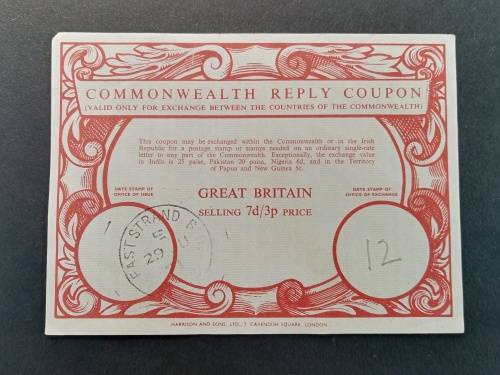 COMMONWEALTH REPLY COUPON
(VALID ONLY FOR EXCHANGE BETWEEN THE COUNTRIES OF THE COMMONWEALTH)
This coupon may be exchanged within the Commonwealth or in the Irish
Republic for a postage stamp or stamps needed on an ordinary single-rate
letter to any part of the Commonwealth. Exceptionally, the exchange value
in India is 25 paise, Pakistan 20 paisa, Nigeria 6d, and in the Territory
of Papua and New Guinea 5c.
DATE STAMP OF
OFFICE OF ISSUE
GREAT BRITAIN
SELLING 7d/3p PRICE
DATE STAMP OF
OFFICE OF EXCHANGE
EAST STRAND
29
12
HARRISON AND SONS, LTD., 7, CAVENDISH SQUARE, LONDON